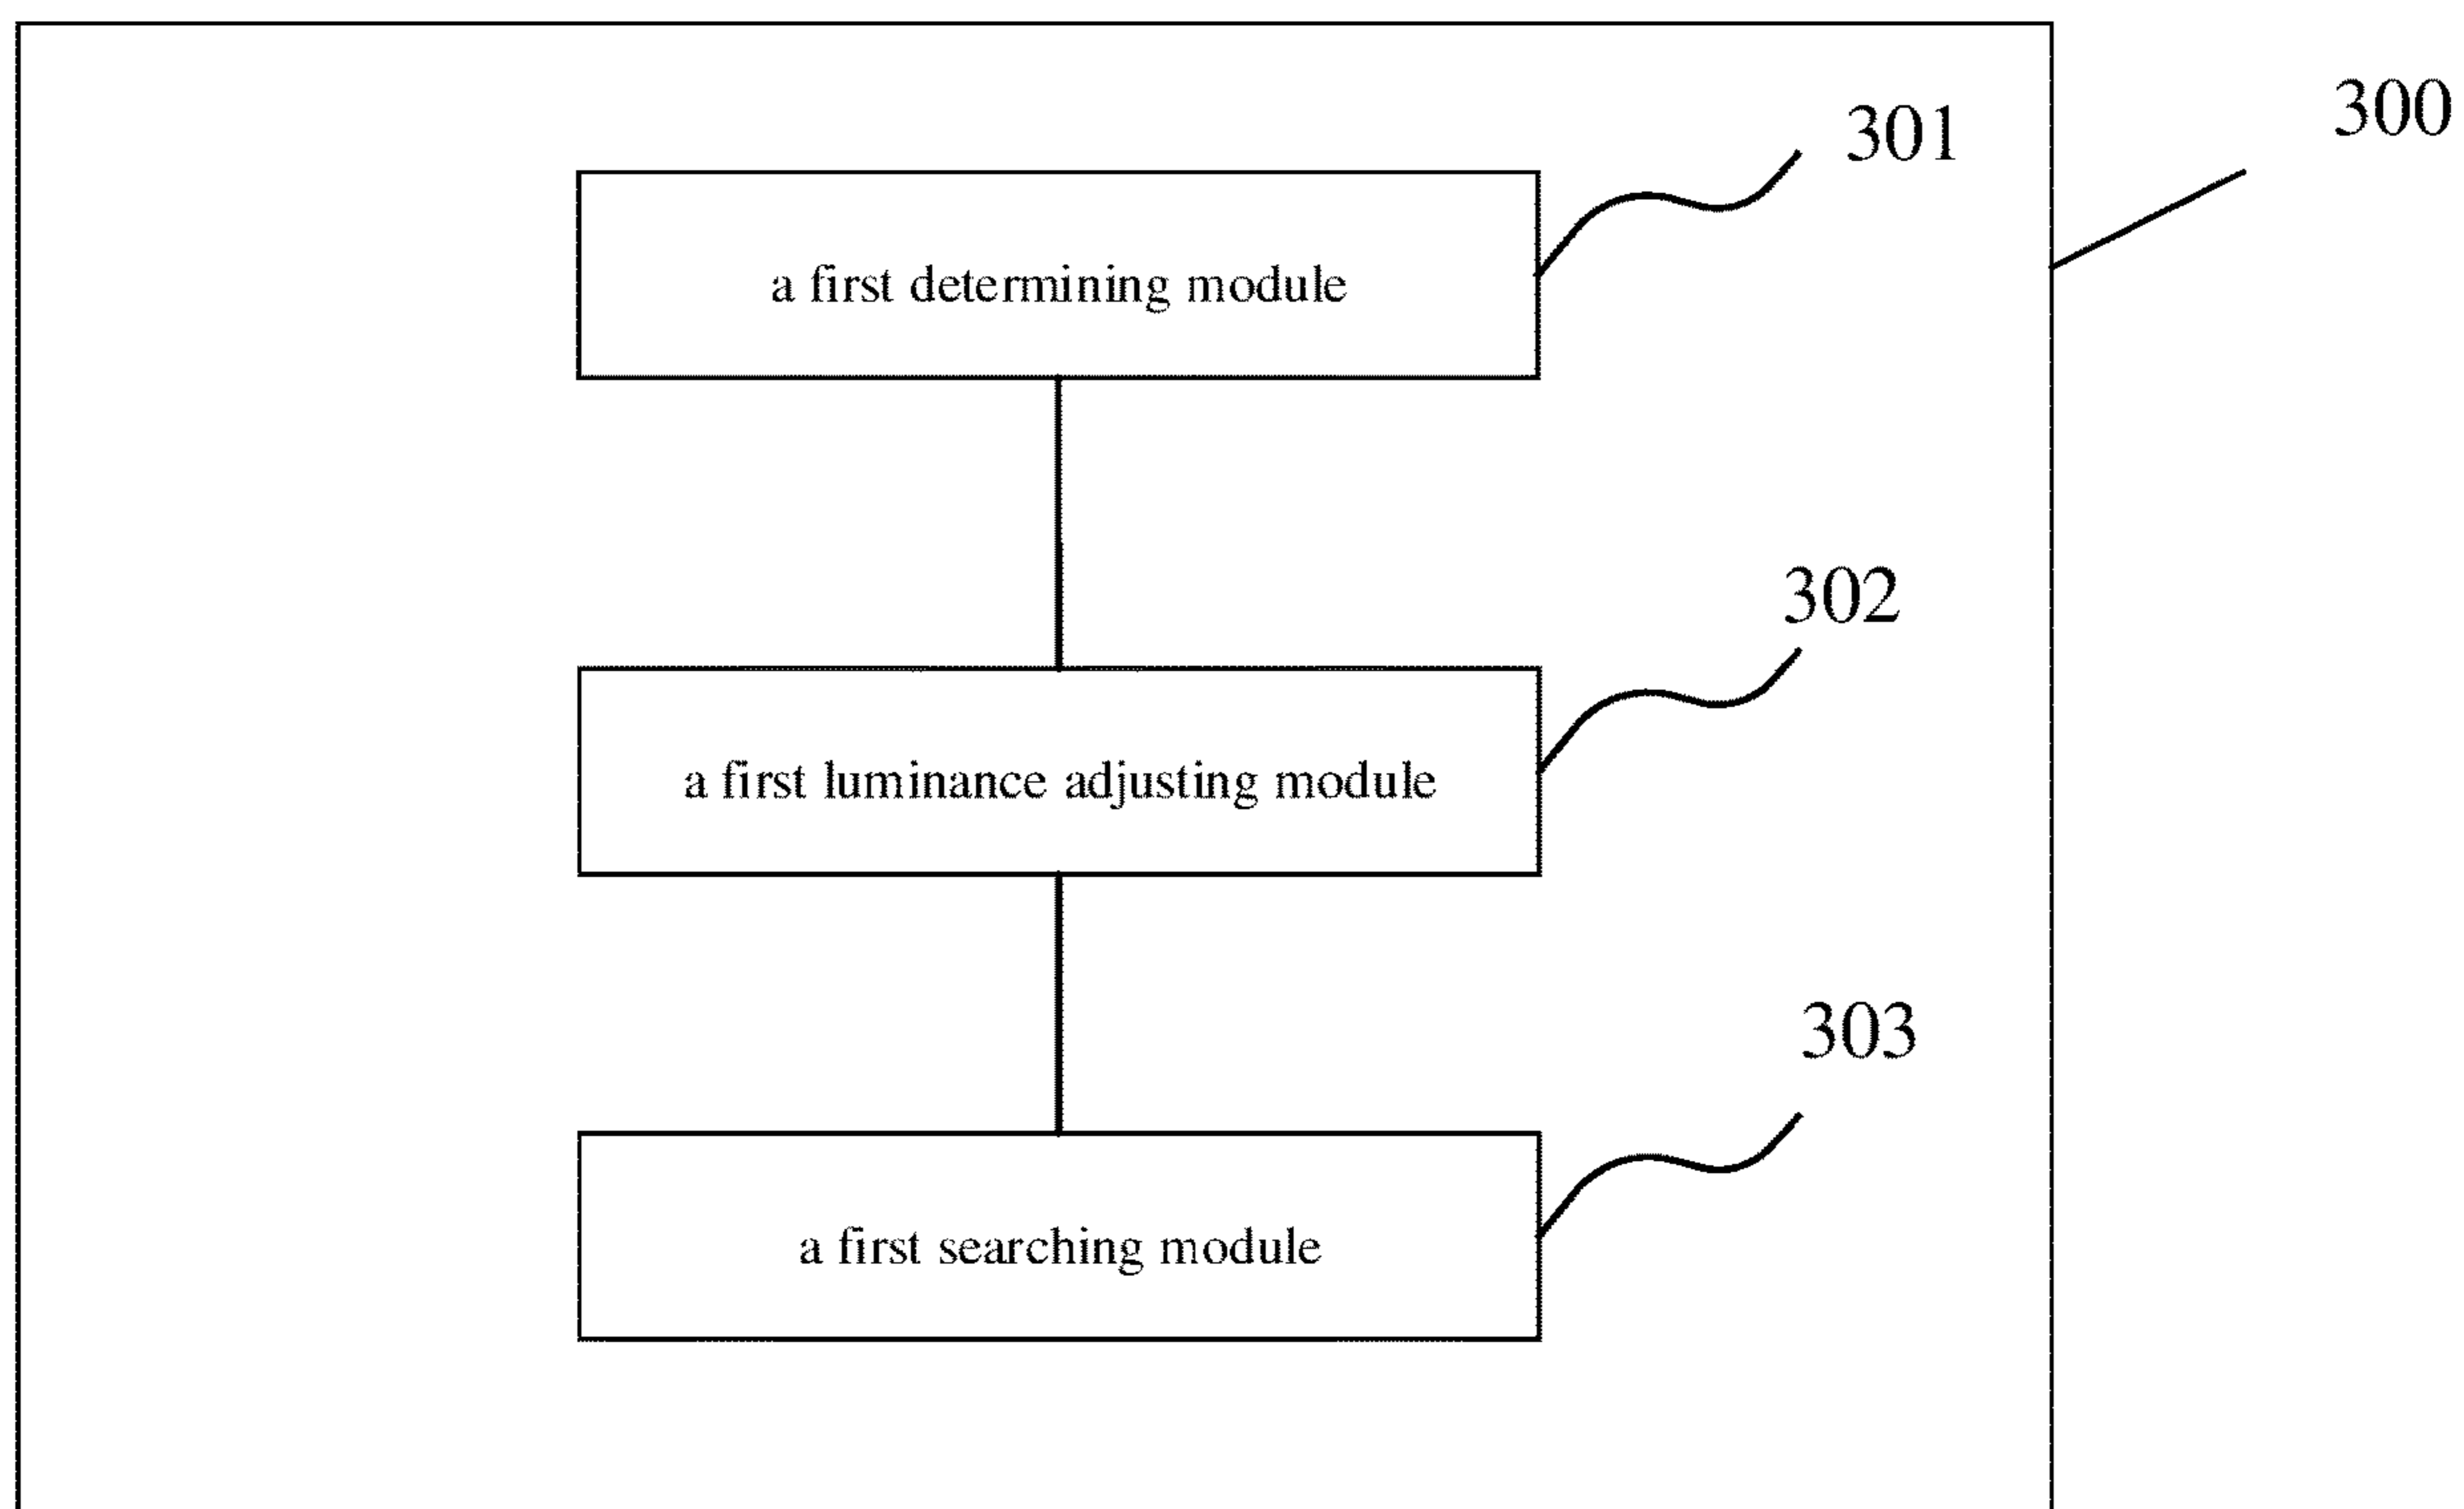 300
301
a first determining module
302
a first luminance adjusting module
303
a first searching module